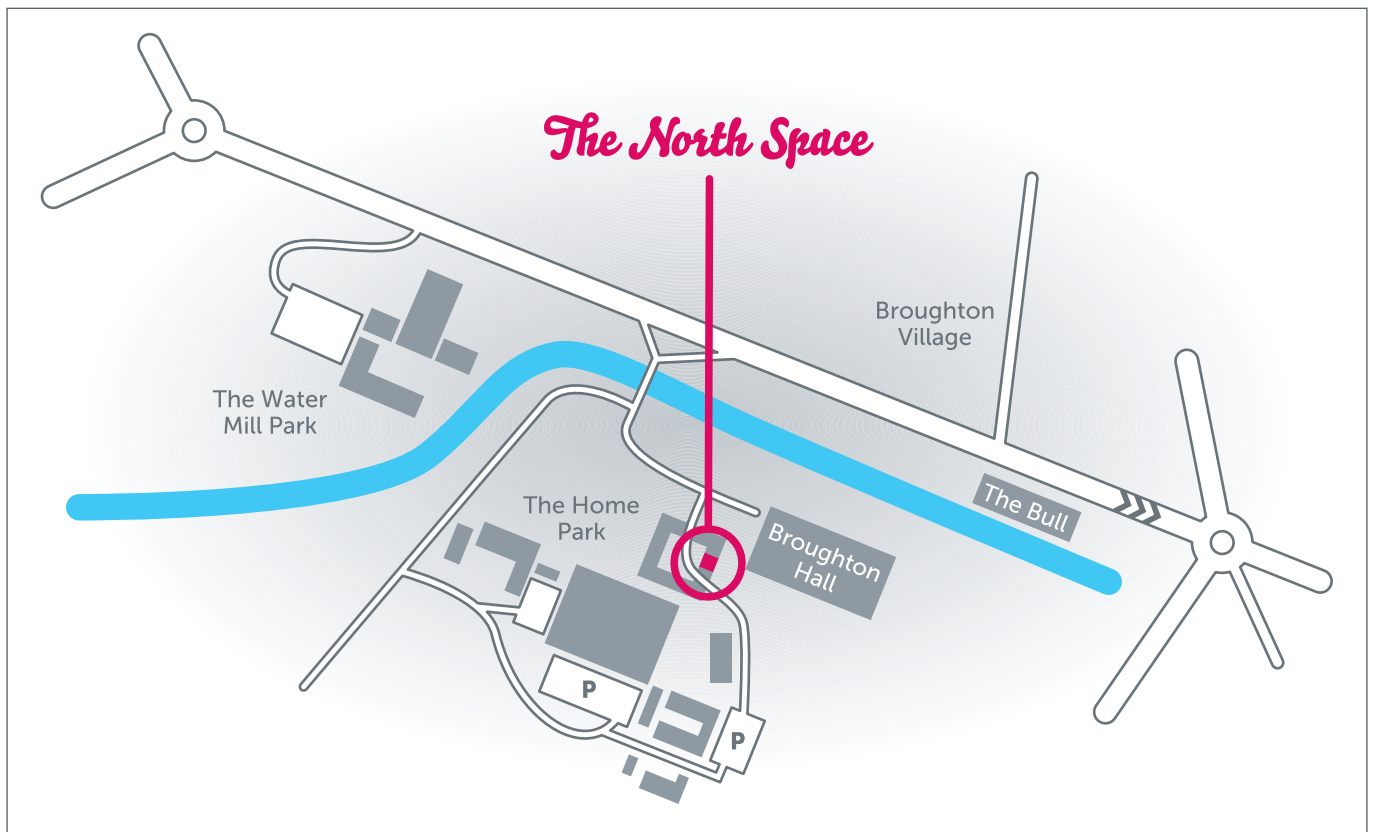 The North Space
Broughton
Village
The Water
Mill Park
The Bull
The Home
Park
Broughton
Hall
P
P